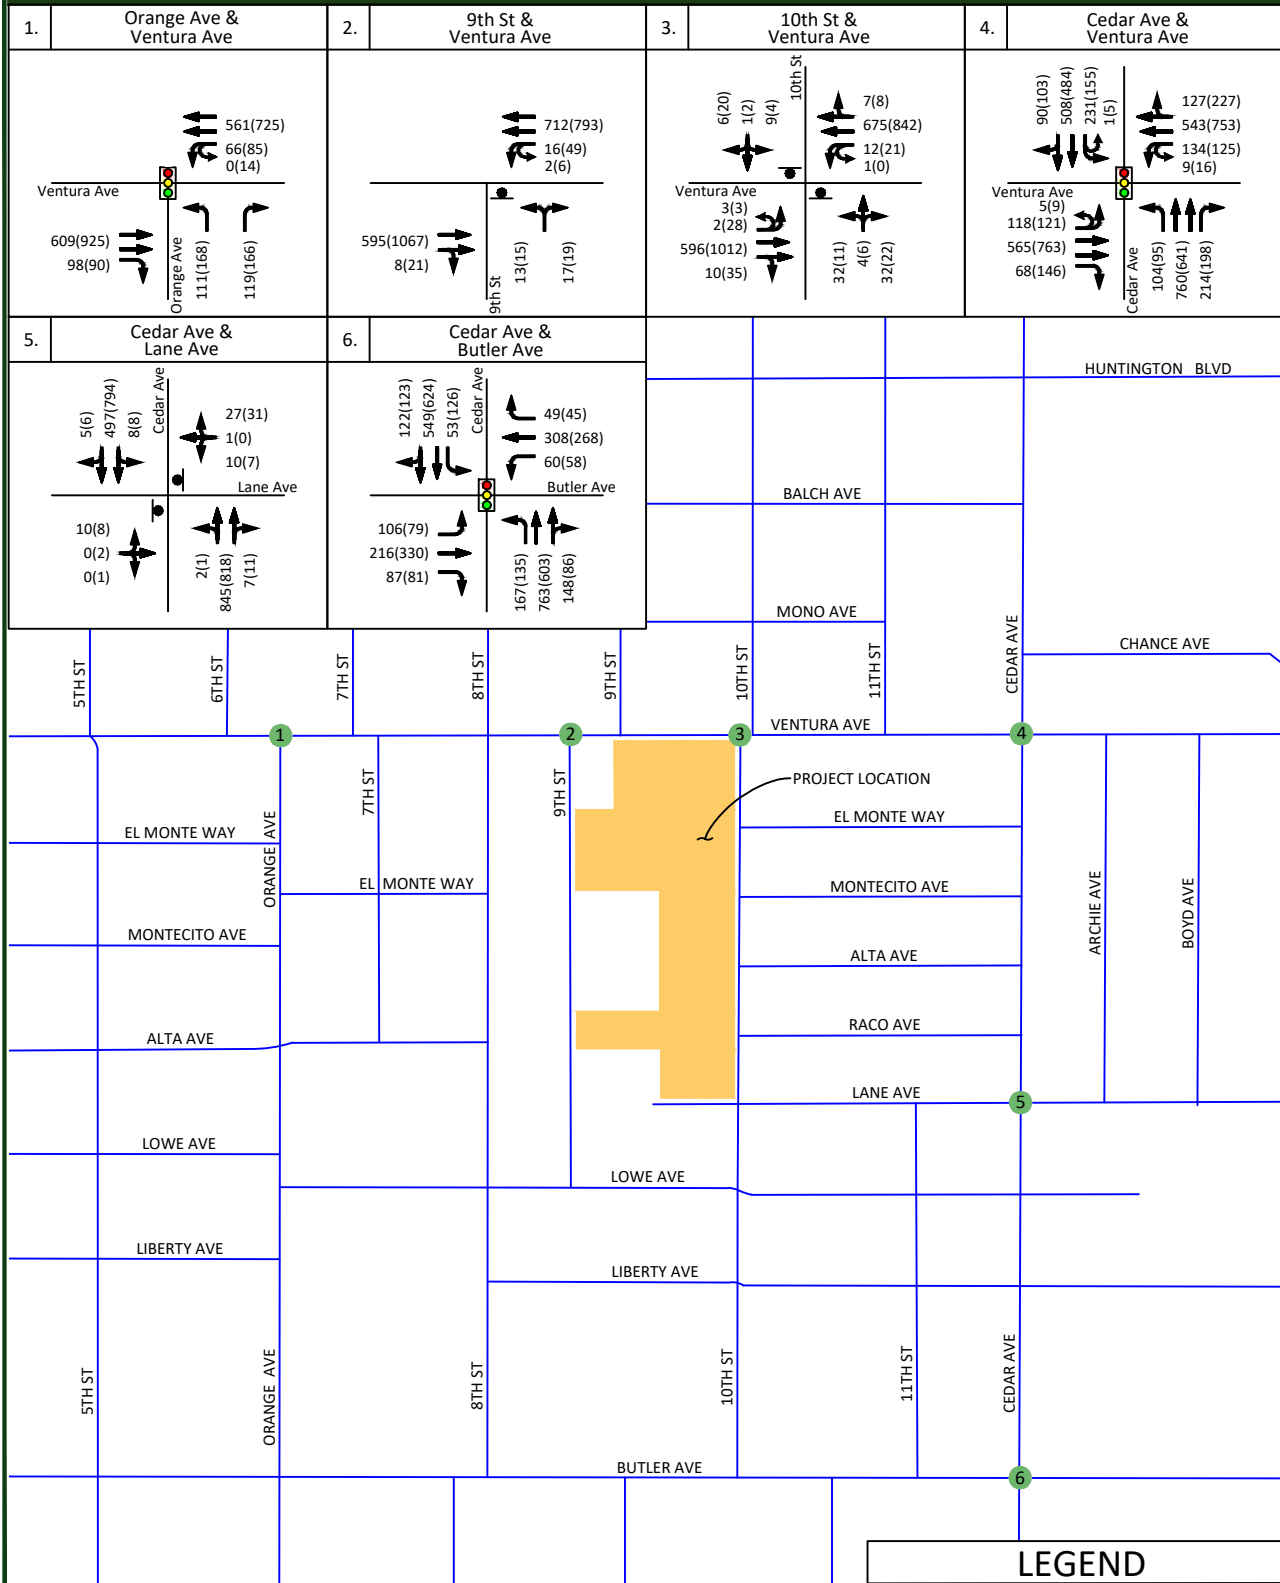 1.
Orange Ave &
Ventura Ave
561(725)
66(85)
0(14)
Ventura Ave
609(925)
98(90)
Orange Ave
111(168)
119(166)
2.
9th St &
Ventura Ave
712(793)
16(49)
2(6)
595(1067)
8(21)
9th St
13(15)
17(19)
3.
10th St &
Ventura Ave
6(20)
1(2)
9(4)
10th St
7(8)
675(842)
12(21)
1(0)
Ventura Ave
3(3)
2(28)
596(1012)
10(35)
32(11)
4(6)
32(22)
4.
Cedar Ave &
Ventura Ave
90(103)
508(484)
231(155)
1(5)
127(227)
543(753)
134(125)
9(16)
Ventura Ave
5(9)
118(121)
565(763)
68(146)
Cedar Ave
104(95)
760(641)
214(198)
5.
Cedar Ave &
Lane Ave
5(6)
497(794)
8(8)
Cedar Ave
27(31)
1(0)
10(7)
Lane Ave
10(8)
0(2)
0(1)
2(1)
845(818)
7(11)
6.
Cedar Ave &
Butler Ave
122(123)
549(624)
53(126)
Cedar Ave
49(45)
308(268)
60(58)
Butler Ave
106(79)
216(330)
87(81)
167(135)
763(603)
148(86)
HUNTINGTON BLVD
BALCH AVE
MONO AVE
CHANCE AVE
5TH ST
6TH ST
7TH ST
8TH ST
9TH ST
10TH ST
11TH ST
CEDAR AVE
VENTURA AVE
1
2
3
4
PROJECT LOCATION
7TH ST
9TH ST
EL MONTE WAY
ORANGE AVE
EL MONTE WAY
EL MONTE WAY
MONTECITO AVE
MONTECITO AVE
ARCHIE AVE
BOYD AVE
ALTA AVE
ALTA AVE
RACO AVE
LANE AVE
5
LOWE AVE
LOWE AVE
LIBERTY AVE
LIBERTY AVE
5TH ST
ORANGE AVE
8TH ST
10TH ST
11TH ST
CEDAR AVE
BUTLER AVE
6
LEGEND